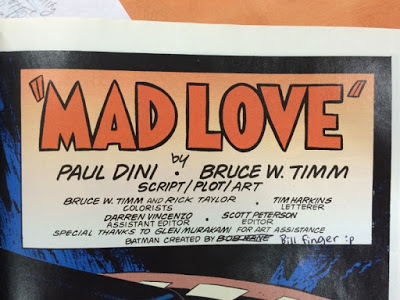 "MAD LOVE"
by
PAUL DINI • BRUCE W. TIMM
SCRIPT/PLOT/ART
BRUCE W. TIMM AND RICK TAYLOR • TIM HARKINS
COLORISTS LETTERER
DARREN VINCENZO • SCOTT PETERSON
ASSISTANT EDITOR EDITOR
SPECIAL THANKS TO GLEN MURAKAMI FOR ART ASSISTANCE
BATMAN CREATED BY BOB KANE Bill Finger :p